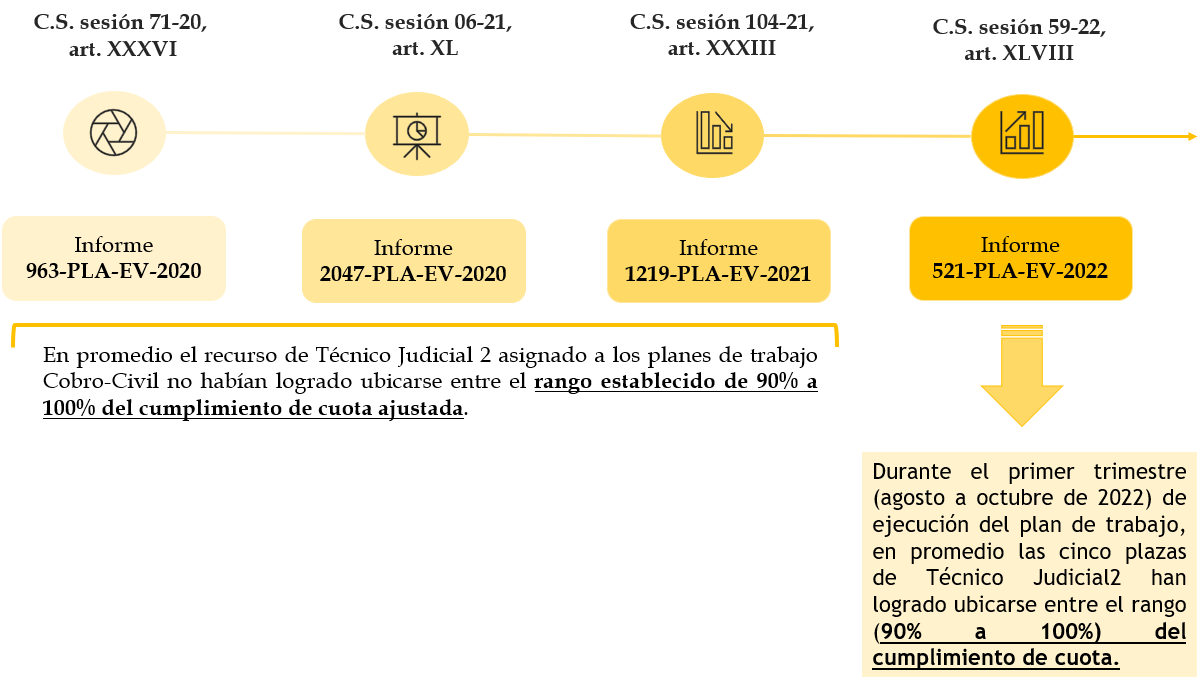 C.S. sesión 71-20,
art. XXXVI
C.S. sesión 06-21,
art. XL
C.S. sesión 104-21,
art. XXXIII
C.S. sesión 59-22,
art. XLVIII
Informe
963-PLA-EV-2020
Informe
2047-PLA-EV-2020
Informe
1219-PLA-EV-2021
Informe
521-PLA-EV-2022
En promedio el recurso de Técnico Judicial 2 asignado a los planes de trabajo
Cobro-Civil no habían logrado ubicarse entre el rango establecido de 90% a
100% del cumplimiento de cuota ajustada.
Durante el primer trimestre
(agosto a octubre de 2022) de
ejecución del plan de trabajo,
en promedio las cinco plazas
de Técnico Judicial2 han
logrado ubicarse entre el rango
(90% a 100%) del
cumplimiento de cuota.